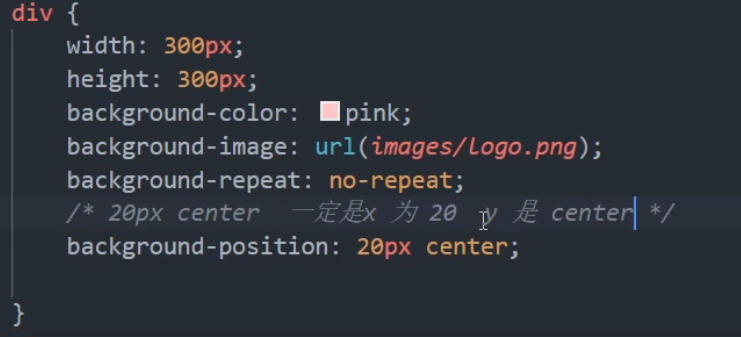 div {
width: 300px;
height: 300px;
background-color: pink;
background-image: url(images/logo.png);
background-repeat: no-repeat;
/* 20px center 一定是x 为 20 y 是 center */
background-position: 20px center;
}